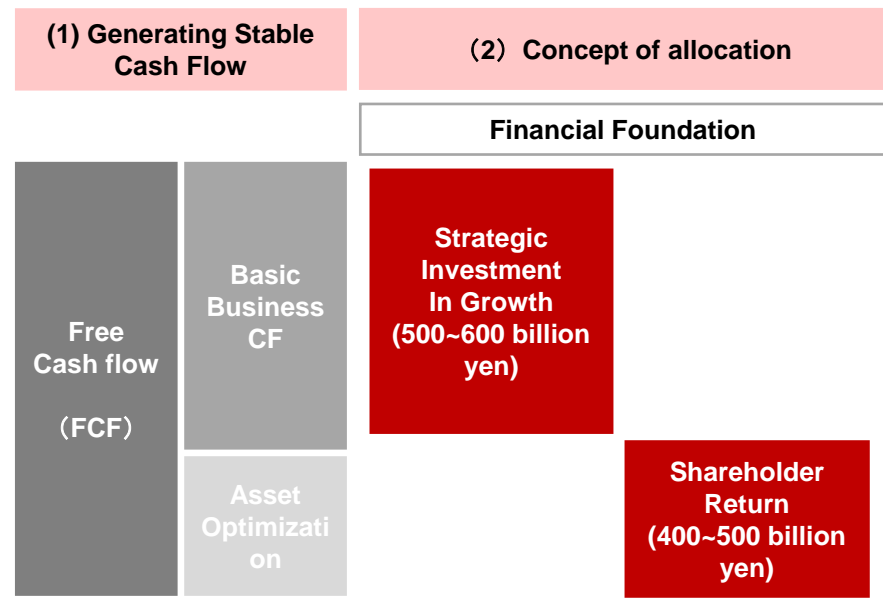 (1) Generating Stable
Cash Flow
（2）Concept of allocation
Financial Foundation
Free
Cash flow
（FCF）
Basic
Business
CF
Asset
Optimizati
on
Strategic
Investment
In Growth
(500~600 billion
yen)
Shareholder
Return
(400~500 billion
yen)